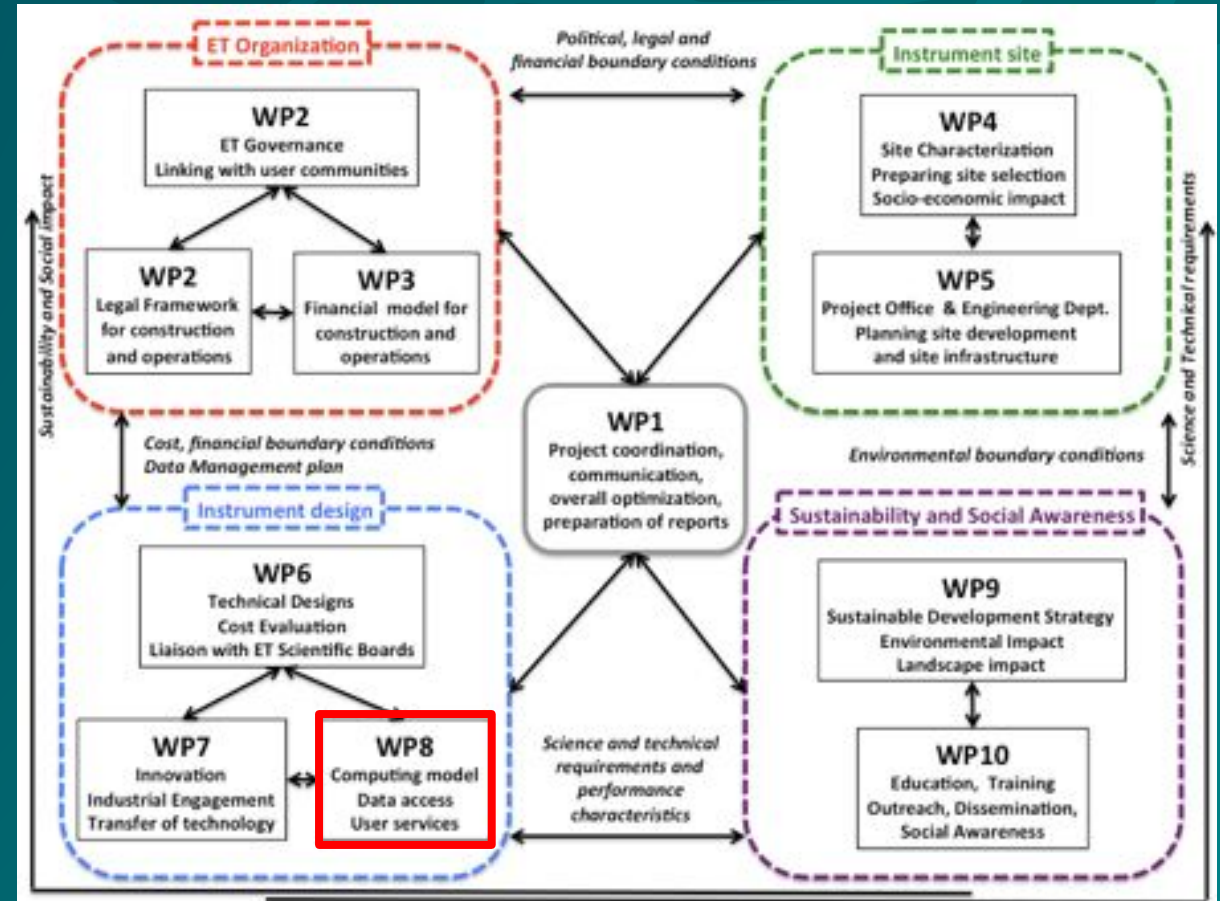 ET Organization
WP2
ET Governance
Linking with user communities
WP2
Legal Framework
for construction
and operations
WP3
Financial model for
construction and
operations
Political, legal and
financial boundary conditions
Instrument site
WP4
Site Characterization
Preparing site selection
Socio-economic impact
WP5
Project Office & Engineering Dept.
Planning site development
and site infrastructure
Sustainability and Social impact
Science and Technical requirements
WP1
Project coordination,
communication,
overall optimization,
preparation of reports
Cost, financial boundary conditions
Data Management plan
Environmental boundary conditions
Instrument design
WP6
Technical Designs
Cost Evaluation
Liaison with ET Scientific Boards
WP7
Innovation
Industrial Engagement
Transfer of technology
WP8
Computing model
Data access
User services
Science and technical
requirements and
performance
characteristics
Sustainability and Social Awareness
WP9
Sustainable Development Strategy
Environmental Impact
Landscape impact
WP10
Education, Training
Outreach, Dissemination,
Social Awareness